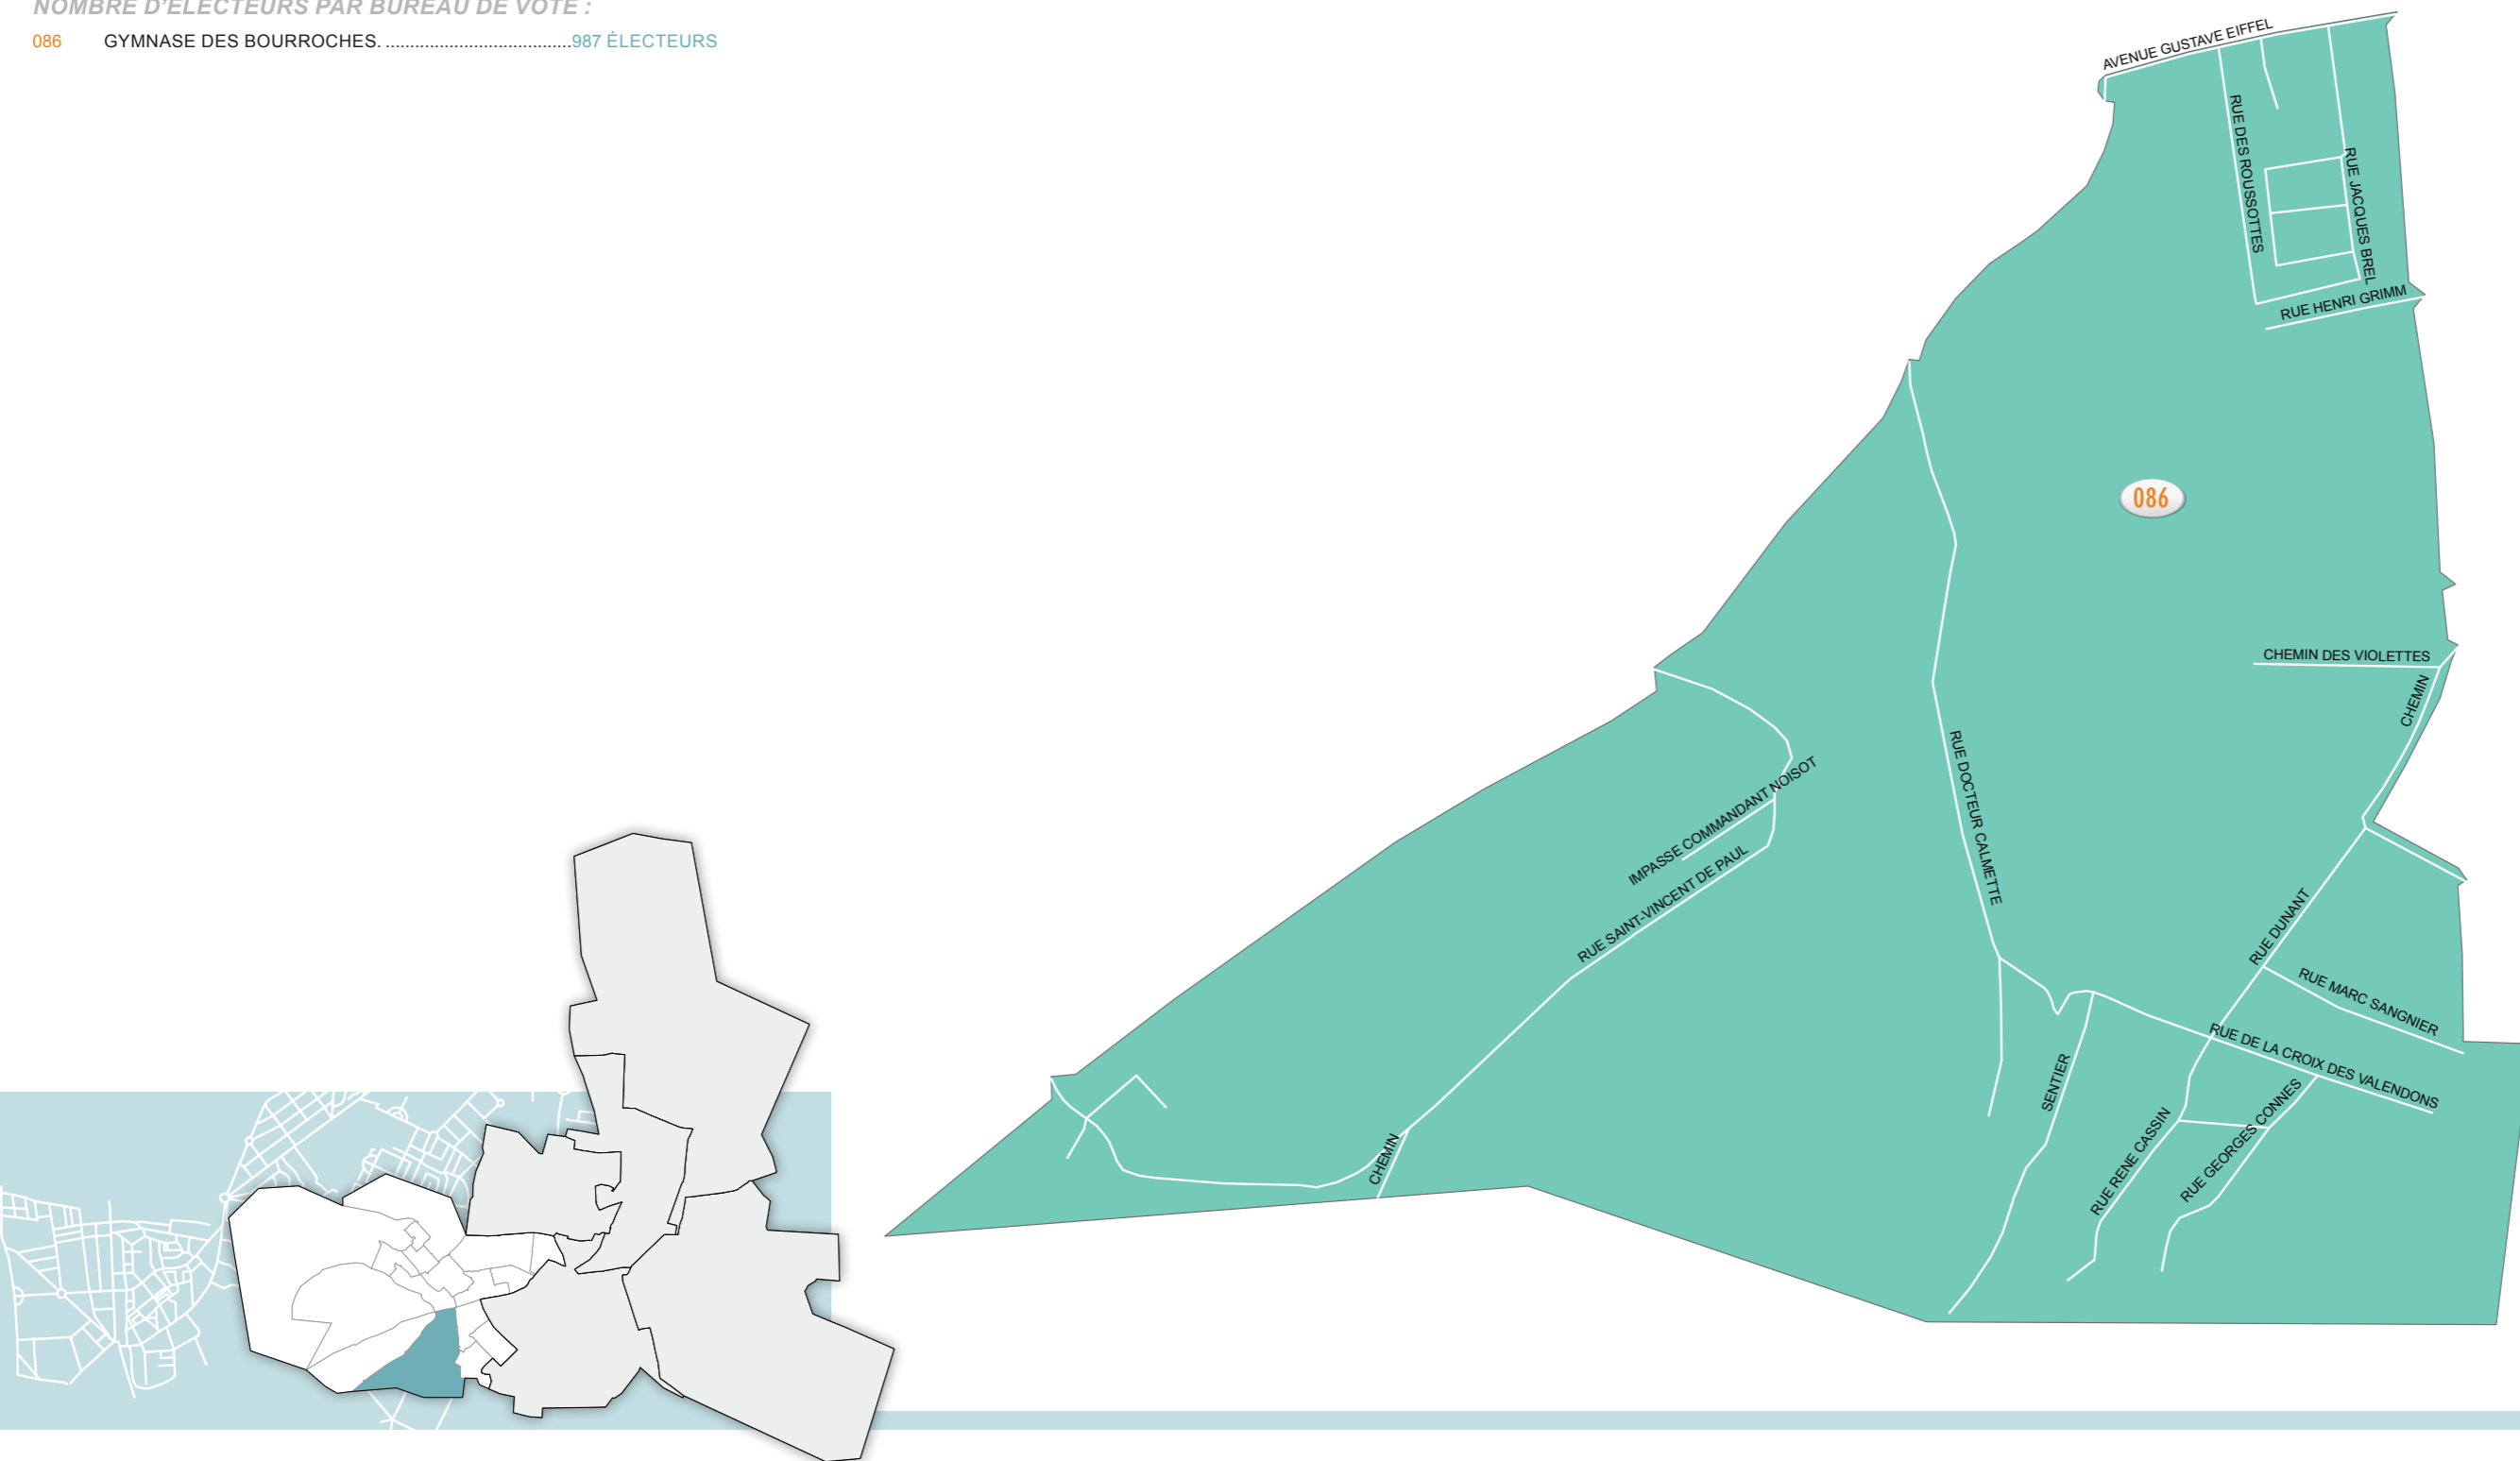 NOMBRE D'ÉLECTEURS PAR BUREAU DE VOTE :
086 GYMNASE DES BOURROCHES. ........................................987 ÉLECTEURS
AVENUE GUSTAVE EIFFEL
RUE DES ROUSSOTTES
RUE JACQUES BREL
RUE HENRI GRIMM
086
CHEMIN DES VIOLETTES
CHEMIN
RUE DOCTEUR CALMETTE
IMPASSE COMMANDANT NOISOT
RUE SAINT-VINCENT DE PAUL
RUE DUNANT
RUE MARC SANGNIER
RUE DE LA CROIX DES VALENDONS
SENTIER
RUE GEORGES CONNES
RUE RENE CASSIN
CHEMIN